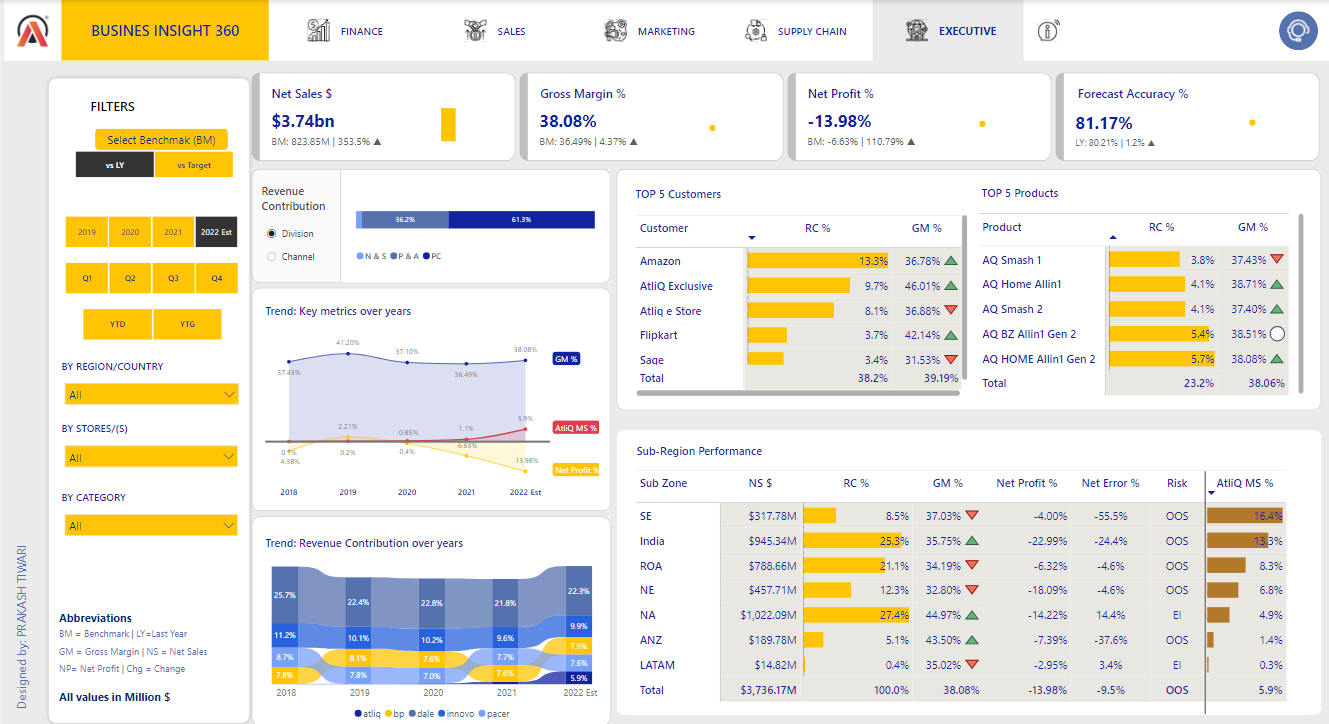 BUSINES INSIGHT 360
FINANCE
SALES
MARKETING
SUPPLY CHAIN
EXECUTIVE
FILTERS
Select Benchmak (BM)
vs LY
vs Target
2019
2020
2021
2022 Est
Q1
Q2
Q3
Q4
YTD
YTG
BY REGION/COUNTRY
All
BY STORES/(S)
All
BY CATEGORY
All
Designed by: PRAKASH TIWARI
Abbreviations
BM = Benchmark | LY=Last Year
GM = Gross Margin | NS = Net Sales
NP= Net Profit | Chg = Change
All values in Million $
Net Sales $
$3.74bn
BM: 823.85M | 353.5% ▲
Gross Margin %
38.08%
BM: 36.49% | 4.37% ▲
Net Profit %
-13.98%
BM: -6.63% | 110.79% ▲
Forecast Accuracy %
81.17%
LY: 80.21% | 1.2% ▲
Revenue
Contribution
Division
Channel
36.2%
61.3%
N & S
P & A
PC
Trend: Key metrics over years
37.43%
41.20%
37.10%
36.49%
38.08%
GM %
0.1%
2.21%
0.85%
1.1%
5.9%
AtliQ MS %
-4.38%
0.2%
0.4%
6.63%
-13.98%
Net Profit %
2018
2019
2020
2021
2022 Est
Trend: Revenue Contribution over years
25.7%
22.4%
22.8%
21.8%
22.3%
11.2%
10.1%
10.2%
9.6%
9.9%
8.7%
8.1%
7.6%
7.7%
7.9%
7.8%
7.8%
7.0%
7.6%
7.6%
5.9%
2018
2019
2020
2021
2022 Est
atliq
bp
dale
innovo
pacer
TOP 5 Customers
Customer RC % GM %
Amazon 13.3% 36.78%
AtliQ Exclusive 9.7% 46.01%
Atliq e Store 8.1% 36.88%
Flipkart 3.7% 42.14%
Sage 3.4% 31.53%
Total 38.2% 39.19%
TOP 5 Products
Product RC % GM %
AQ Smash 1 3.8% 37.43%
AQ Home Allin1 4.1% 38.71%
AQ Smash 2 4.1% 37.40%
AQ BZ Allin1 Gen 2 5.4% 38.51%
AQ HOME Allin1 Gen 2 5.7% 38.08%
Total 23.2% 38.06%
Sub-Region Performance
Sub Zone NS $ RC % GM % Net Profit % Net Error % Risk AtliQ MS %
SE $317.78M 8.5% 37.03% -4.00% -55.5% OOS 16.4%
India $945.34M 25.3% 35.75% -22.99% -24.4% OOS 13.3%
ROA $788.66M 21.1% 34.19% -6.32% -4.6% OOS 8.3%
NE $457.71M 12.3% 32.80% -18.09% -4.6% OOS 6.8%
NA $1,022.09M 27.4% 44.97% -14.22% 14.4% EI 4.9%
ANZ $189.78M 5.1% 43.50% -7.39% -37.6% OOS 1.4%
LATAM $14.82M 0.4% 35.02% -2.95% 3.4% EI 0.3%
Total $3,736.17M 100.0% 38.08% -13.98% -9.5% OOS 5.9%